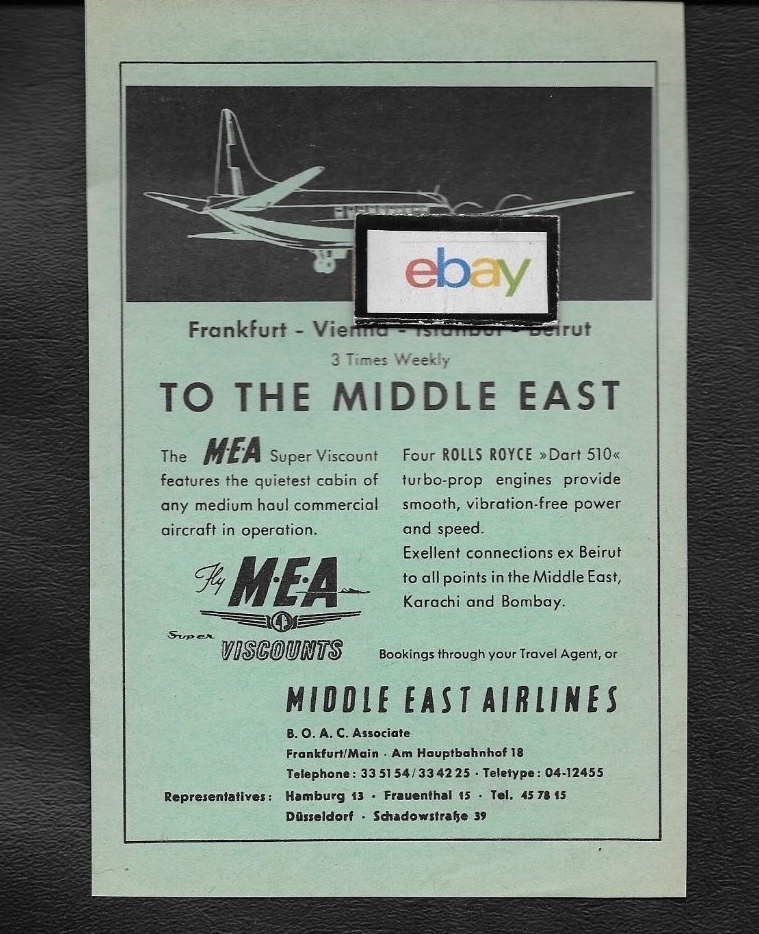 ebay
Frankfurt - Vienna - Istanbul - Beirut
3 Times Weekly
TO THE MIDDLE EAST
The M·E·A Super Viscount
features the quietest cabin of
any medium haul commercial
aircraft in operation.
Four ROLLS ROYCE »Dart 510«
turbo-prop engines provide
smooth, vibration-free power
and speed.
Exellent connections ex Beirut
to all points in the Middle East,
Karachi and Bombay.
Fly M·E·A
Super
VISCOUNTS
Bookings through your Travel Agent, or
MIDDLE EAST AIRLINES
B. O. A. C. Associate
Frankfurt/Main · Am Hauptbahnhof 18
Telephone: 33 51 54 / 33 42 25 · Teletype: 04-12455
Representatives: Hamburg 13 · Frauenthal 15 · Tel. 45 78 15
Düsseldorf · Schadowstraße 39